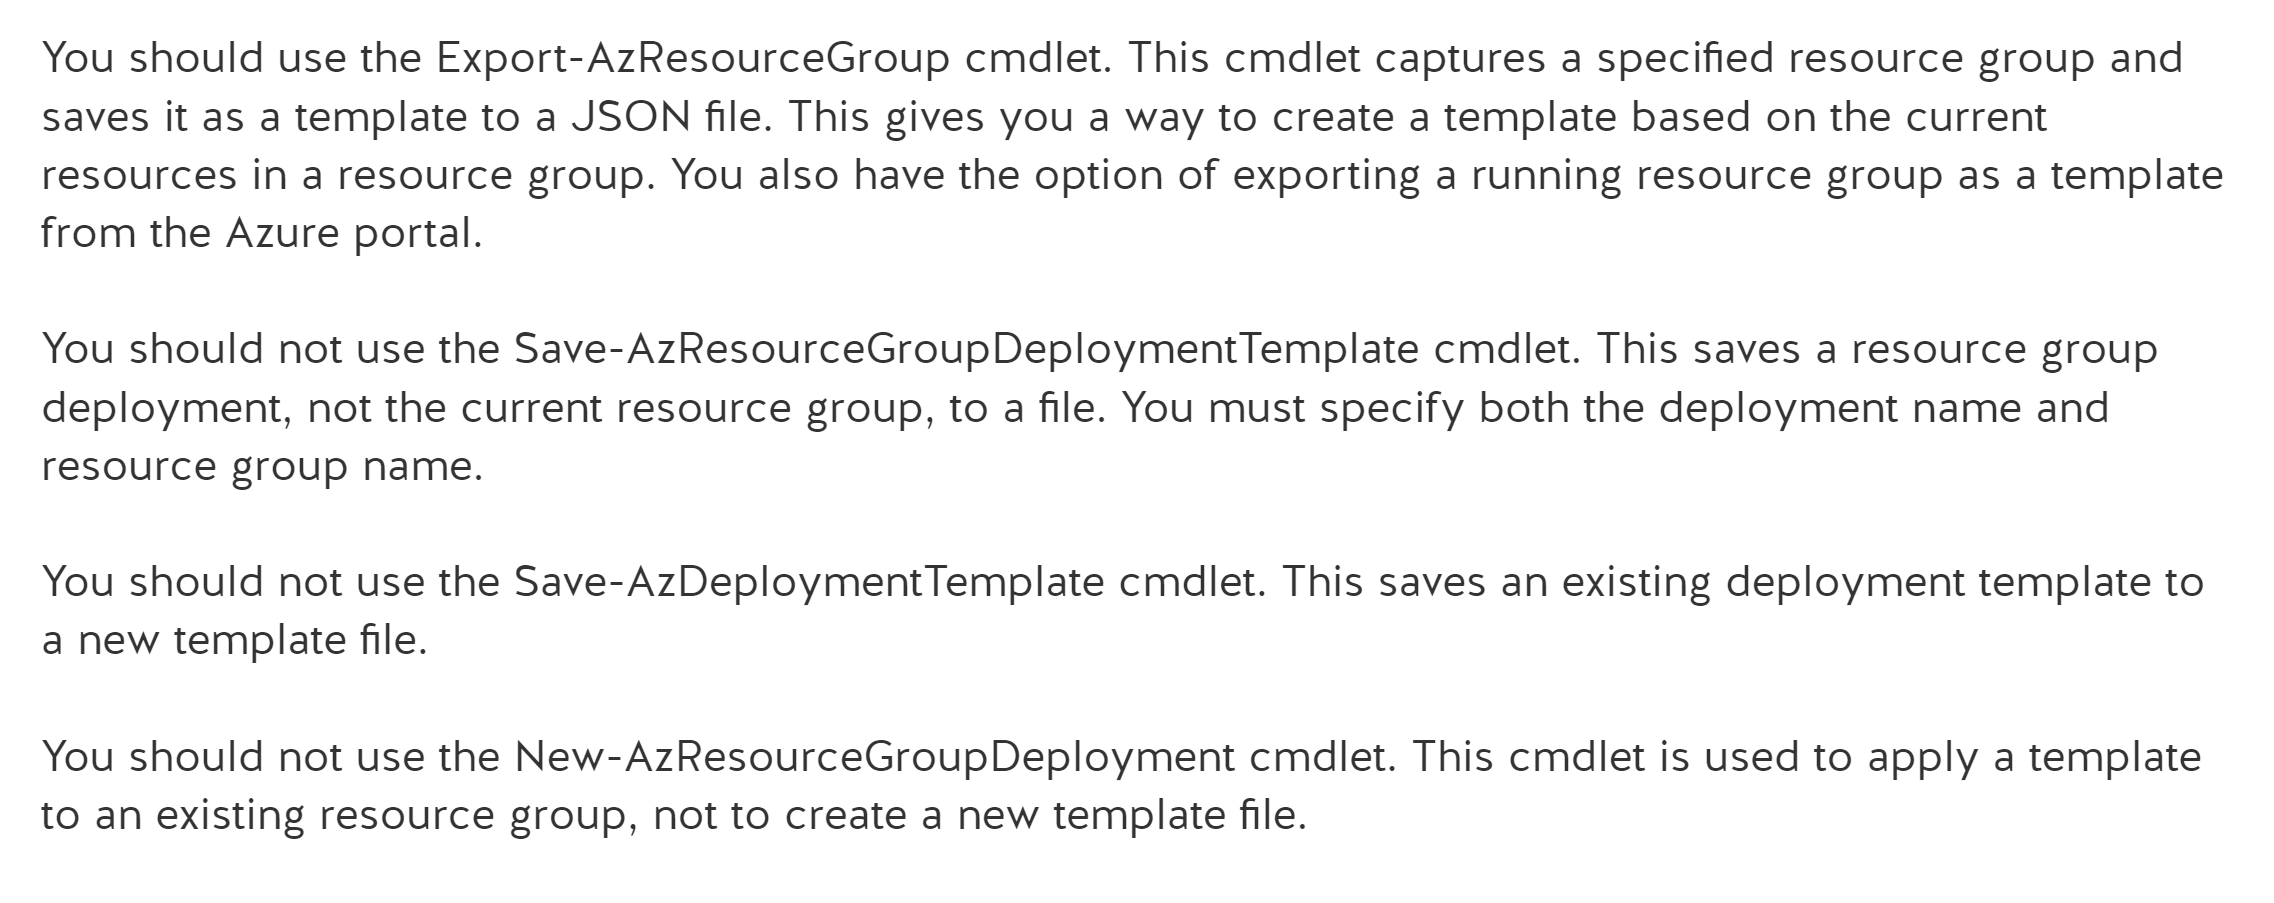 You should use the Export-AzResourceGroup cmdlet. This cmdlet captures a specified resource group and
saves it as a template to a JSON file. This gives you a way to create a template based on the current
resources in a resource group. You also have the option of exporting a running resource group as a template
from the Azure portal.
You should not use the Save-AzResourceGroupDeploymentTemplate cmdlet. This saves a resource group
deployment, not the current resource group, to a file. You must specify both the deployment name and
resource group name.
You should not use the Save-AzDeploymentTemplate cmdlet. This saves an existing deployment template to
a new template file.
You should not use the New-AzResourceGroupDeployment cmdlet. This cmdlet is used to apply a template
to an existing resource group, not to create a new template file.